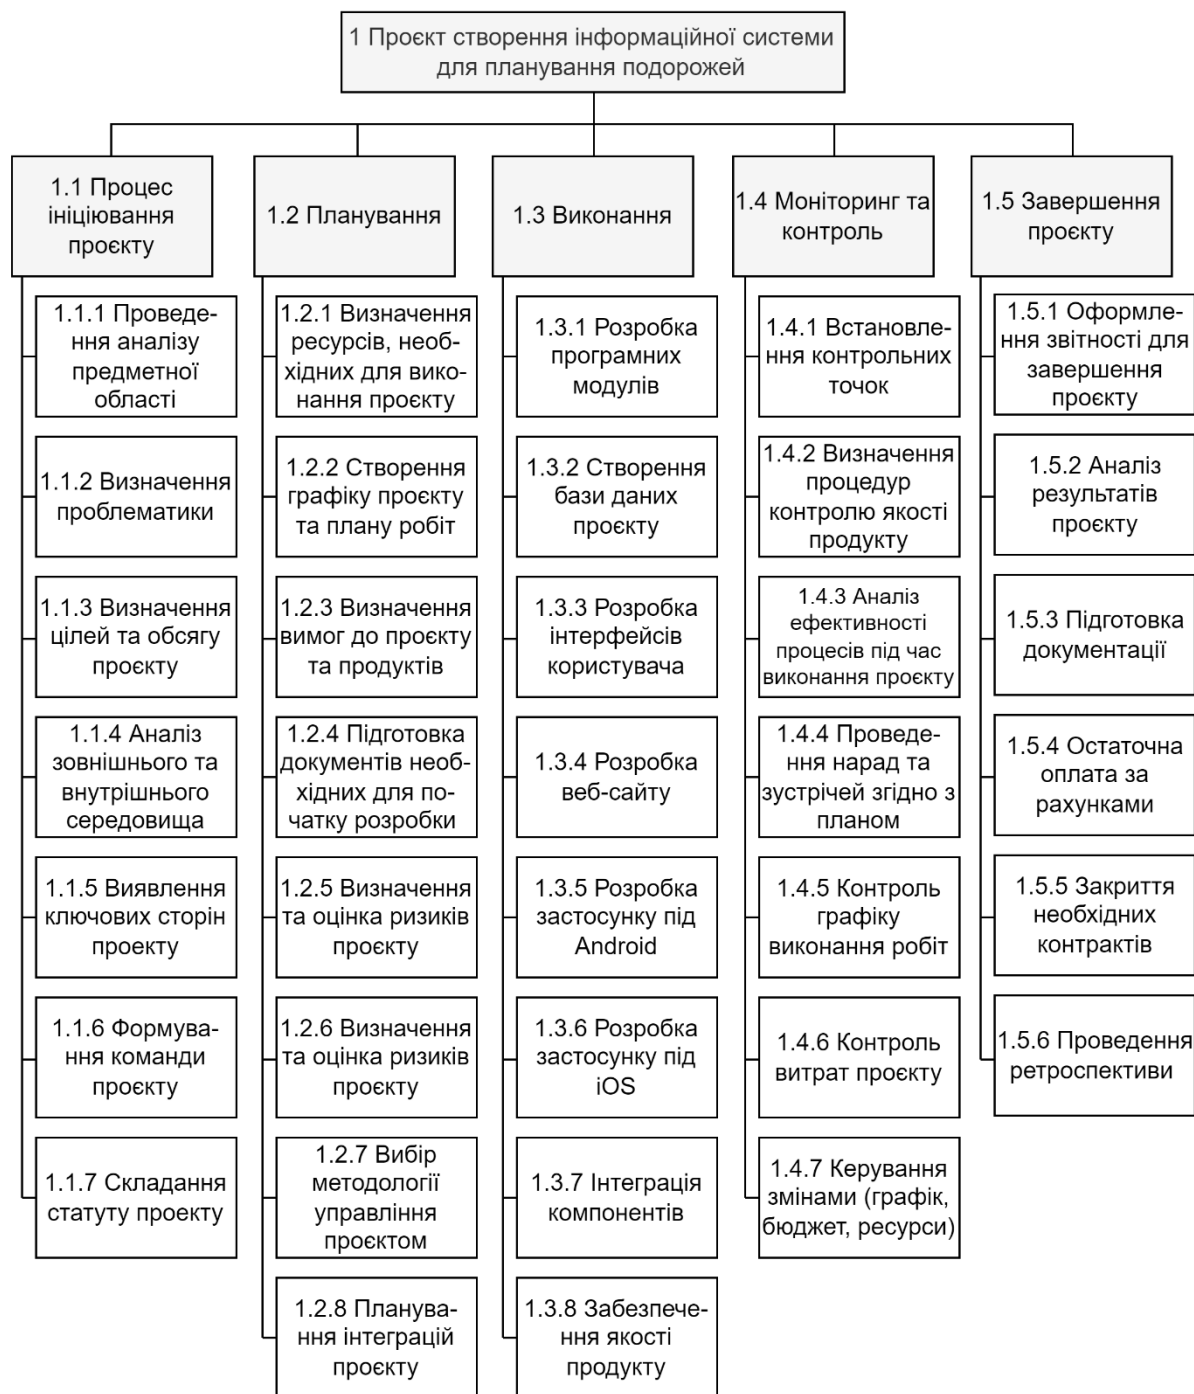 1 Проєкт створення інформаційної системи
для планування подорожей
1.1 Процес
ініціювання
проєкту
1.2 Планування
1.3 Виконання
1.4 Моніторинг та
контроль
1.5 Завершення
проєкту
1.1.1 Проведе-
ння аналізу
предметної
області
1.1.2 Визначення
проблематики
1.1.3 Визначення
цілей та обсягу
проєкту
1.1.4 Аналіз
зовнішнього та
внутрішнього
середовища
1.1.5 Виявлення
ключових сторін
проекту
1.1.6 Формува-
ння команди
проєкту
1.1.7 Складання
статуту проекту
1.2.1 Визначення
ресурсів, необ-
хідних для вико-
нання проєкту
1.2.2 Створення
графіку проєкту
та плану робіт
1.2.3 Визначення
вимог до проєкту
та продуктів
1.2.4 Підготовка
документів необ-
хідних для по-
чатку розробки
1.2.5 Визначення
та оцінка ризиків
проєкту
1.2.6 Визначення
та оцінка ризиків
проєкту
1.2.7 Вибір
методології
управління
проєктом
1.2.8 Планува-
ння інтеграцій
проєкту
1.3.1 Розробка
програмних
модулів
1.3.2 Створення
бази даних
проєкту
1.3.3 Розробка
інтерфейсів
користувача
1.3.4 Розробка
веб-сайту
1.3.5 Розробка
застосунку під
Android
1.3.6 Розробка
застосунку під
iOS
1.3.7 Інтеграція
компонентів
1.3.8 Забезпече-
ння якості
продукту
1.4.1 Встановле-
ння контрольних
точок
1.4.2 Визначення
процедур
контролю якості
продукту
1.4.3 Аналіз
ефективності
процесів під час
виконання проєкту
1.4.4 Проведе-
ння нарад та
зустрічей згідно з
планом
1.4.5 Контроль
графіку
виконання робіт
1.4.6 Контроль
витрат проєкту
1.4.7 Керування
змінами (графік,
бюджет, ресурси)
1.5.1 Оформле-
ння звітності для
завершення
проєкту
1.5.2 Аналіз
результатів
проєкту
1.5.3 Підготовка
документації
1.5.4 Остаточна
оплата за
рахунками
1.5.5 Закриття
необхідних
контрактів
1.5.6 Проведення
ретроспективи